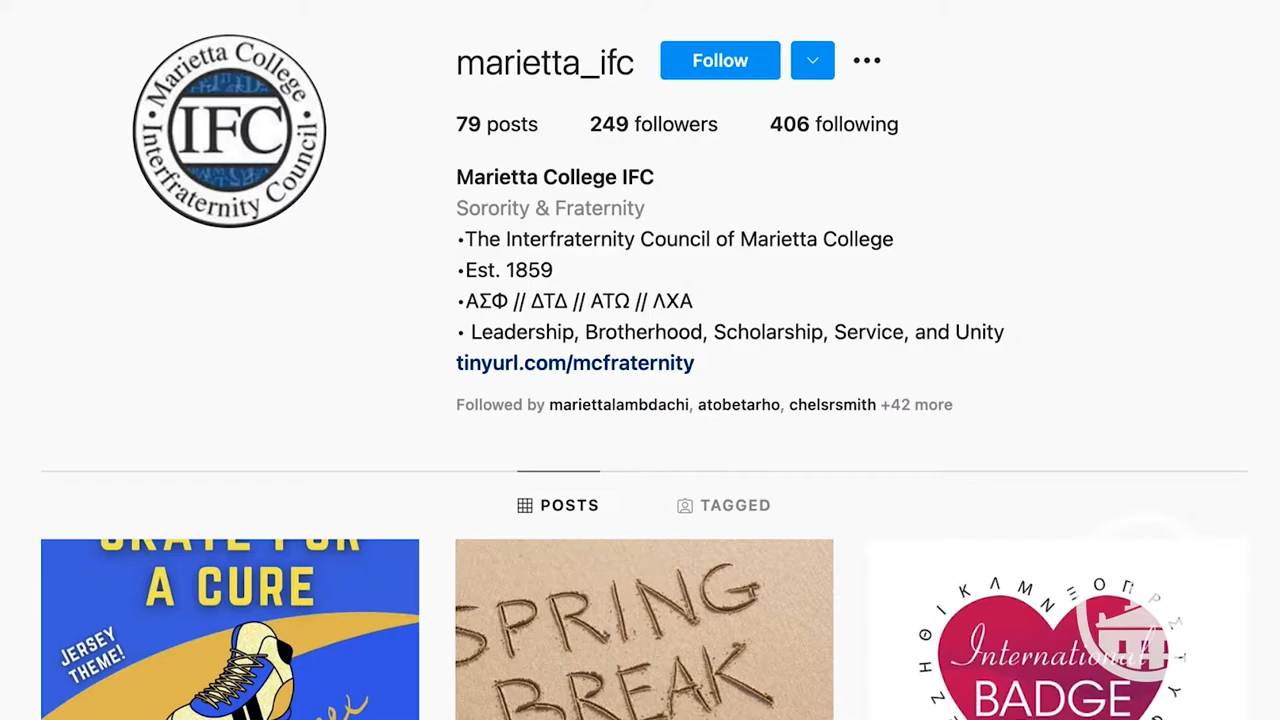 Marietta College
IFC
Interfraternity Council
marietta_ifc
Follow
79 posts
249 followers
406 following
Marietta College IFC
Sorority & Fraternity
•The Interfraternity Council of Marietta College
•Est. 1859
•ΑΣΦ // ΔΤΔ // ΑΤΩ // ΛΧΑ
• Leadership, Brotherhood, Scholarship, Service, and Unity
tinyurl.com/mcfraternity
Followed by mariettalambdachi, atobetarho, chelsrsmith +42 more
POSTS
TAGGED
SKATE FOR
A CURE
JERSEY
THEME!
SPRING
BREAK
Ζ Η Θ Ι Κ Λ Μ Ν Ξ Ο Π Ρ Σ Τ Υ
International
BADGE